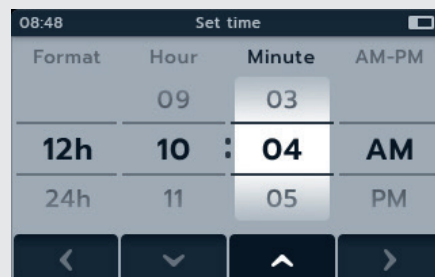 08:48 Set time
Format Hour Minute AM-PM
09 03
12h 10 : 04 AM
24h 11 05 PM